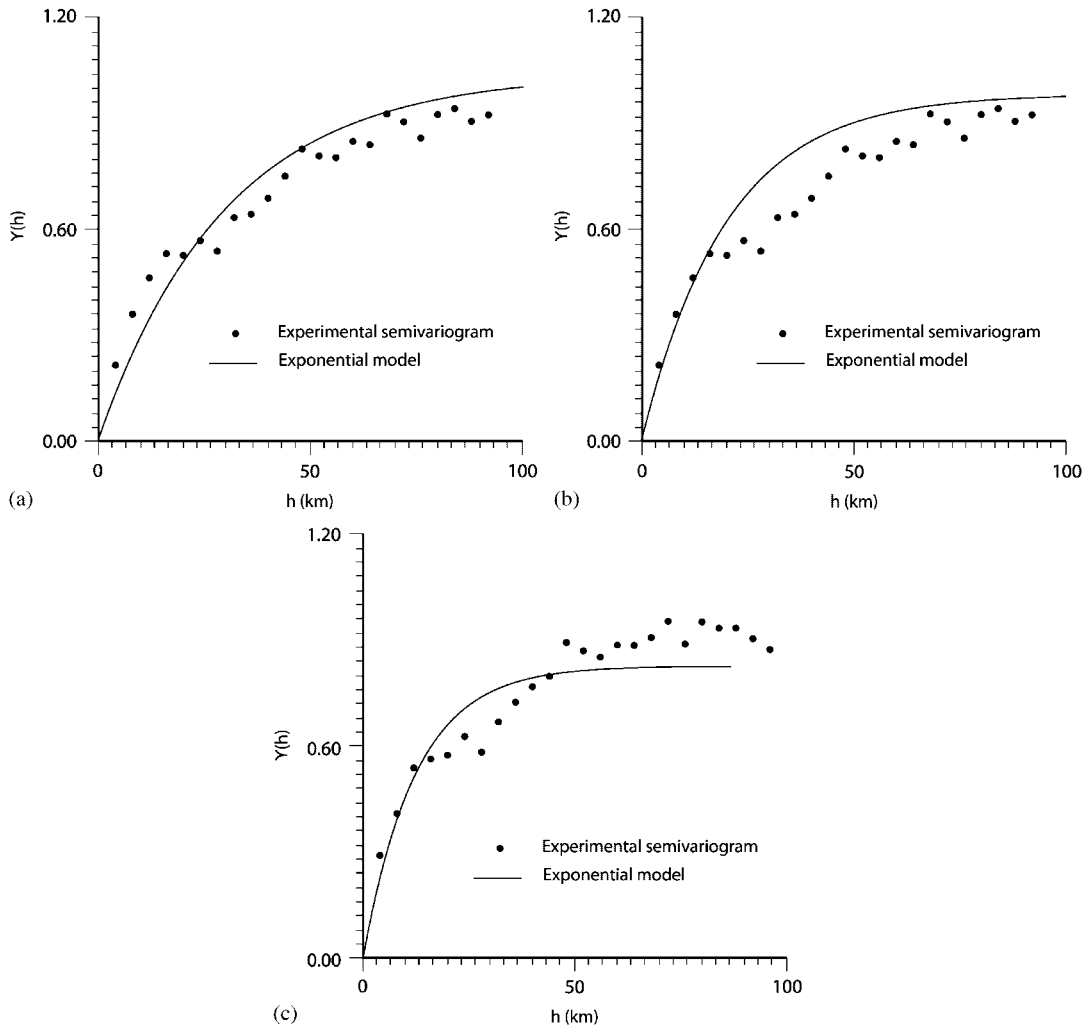 1.20
0.60
0.00
ϒ(h)
Experimental semivariogram
Exponential model
0
50
100
h (km)
(a)
1.20
0.60
0.00
ϒ(h)
Experimental semivariogram
Exponential model
0
50
100
h (km)
(b)
1.20
0.60
0.00
ϒ(h)
Experimental semivariogram
Exponential model
0
50
100
h (km)
(c)